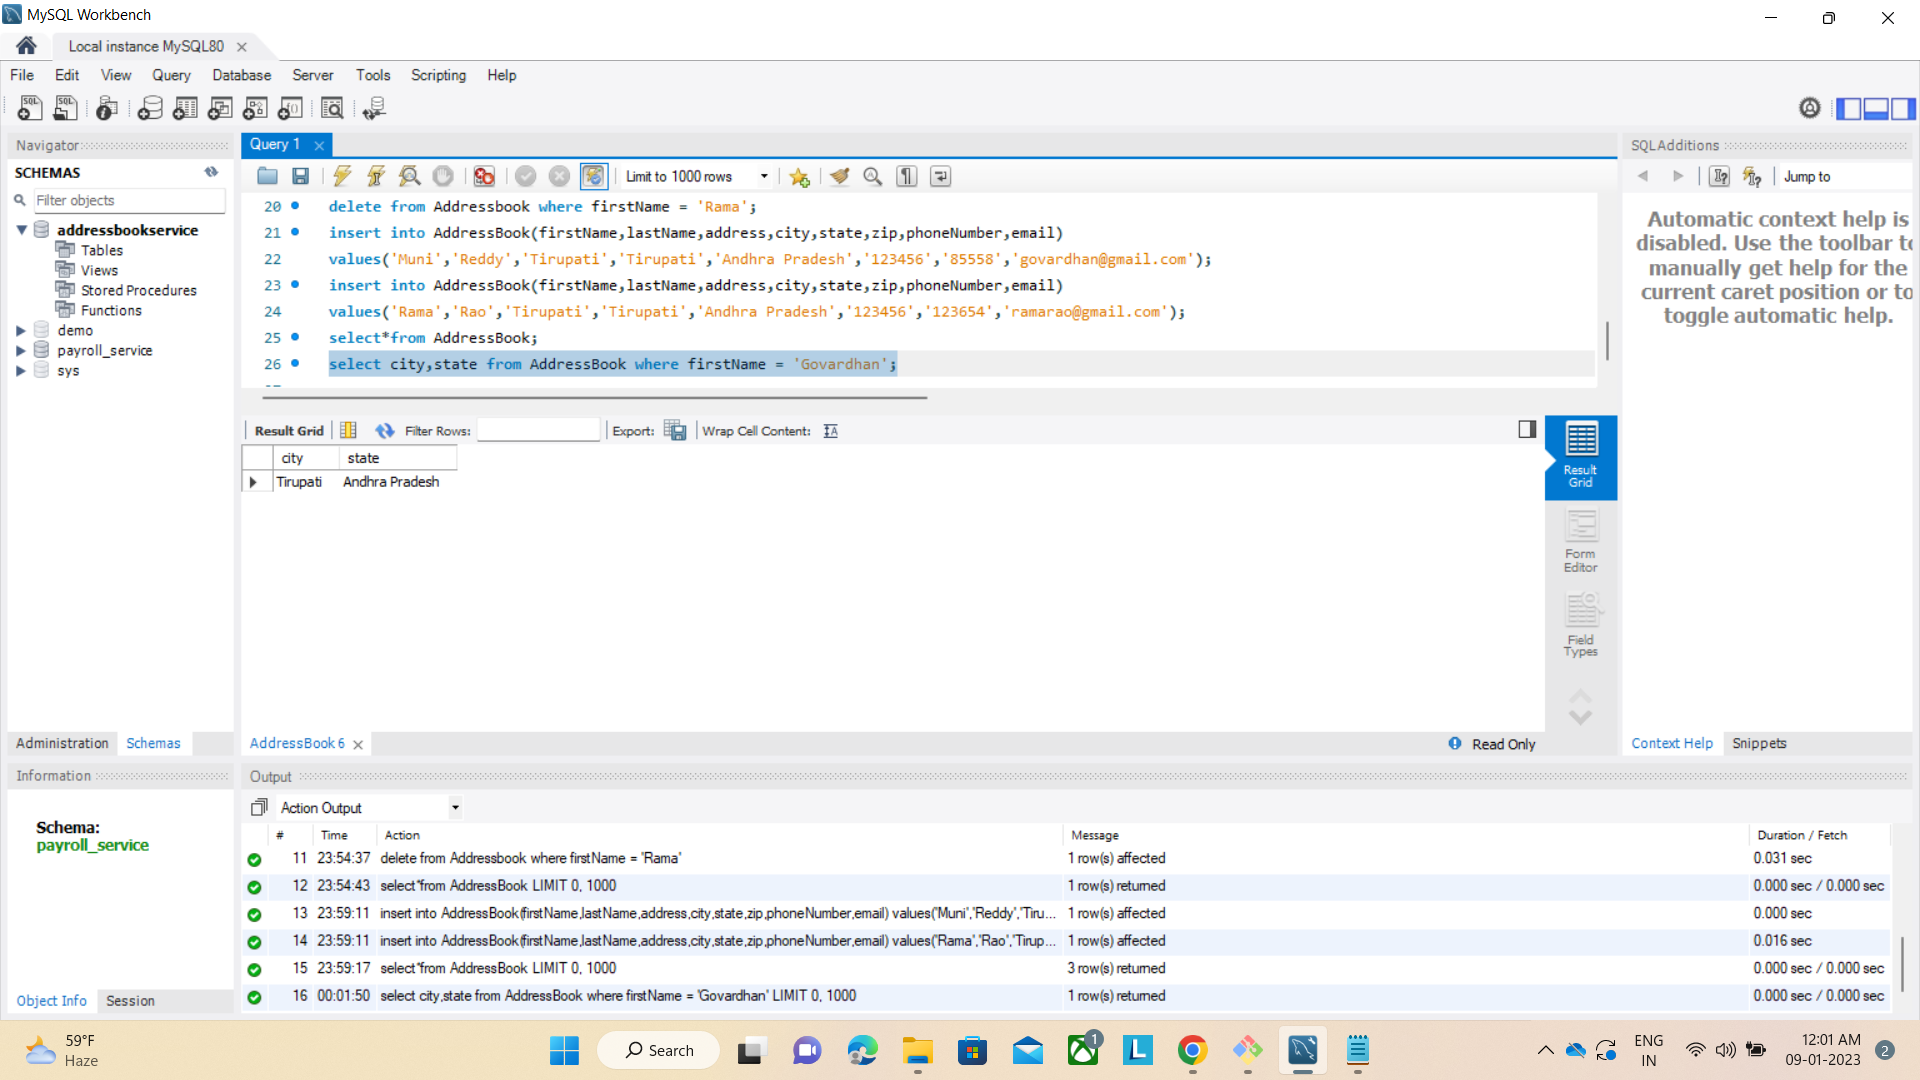 MySQL Workbench
Local instance MySQL80
File Edit View Query Database Server Tools Scripting Help
Navigator
SCHEMAS
Filter objects
addressbookservice
Tables
Views
Stored Procedures
Functions
demo
payroll_service
sys
Administration Schemas
Information
Schema:
payroll_service
Object Info Session
Query 1
Limit to 1000 rows
20 delete from Addressbook where firstName = 'Rama';
21 insert into AddressBook(firstName,lastName,address,city,state,zip,phoneNumber,email)
22 values('Muni','Reddy','Tirupati','Tirupati','Andhra Pradesh','123456','85558','govardhan@gmail.com');
23 insert into AddressBook(firstName,lastName,address,city,state,zip,phoneNumber,email)
24 values('Rama','Rao','Tirupati','Tirupati','Andhra Pradesh','123456','123654','ramarao@gmail.com');
25 select*from AddressBook;
26 select city,state from AddressBook where firstName = 'Govardhan';
Result Grid Filter Rows: Export: Wrap Cell Content:
city state
Tirupati Andhra Pradesh
Result
Grid
Form
Editor
Field
Types
AddressBook 6 Read Only
SQLAdditions
Jump to
Automatic context help is
disabled. Use the toolbar to
manually get help for the
current caret position or to
toggle automatic help.
Context Help Snippets
Output
Action Output
# Time Action Message Duration / Fetch
11 23:54:37 delete from Addressbook where firstName = 'Rama' 1 row(s) affected 0.031 sec
12 23:54:43 select*from AddressBook LIMIT 0, 1000 1 row(s) returned 0.000 sec / 0.000 sec
13 23:59:11 insert into AddressBook(firstName,lastName,address,city,state,zip,phoneNumber,email) values('Muni','Reddy','Tiru... 1 row(s) affected 0.000 sec
14 23:59:11 insert into AddressBook(firstName,lastName,address,city,state,zip,phoneNumber,email) values('Rama','Rao','Tirup... 1 row(s) affected 0.016 sec
15 23:59:17 select*from AddressBook LIMIT 0, 1000 3 row(s) returned 0.000 sec / 0.000 sec
16 00:01:50 select city,state from AddressBook where firstName = 'Govardhan' LIMIT 0, 1000 1 row(s) returned 0.000 sec / 0.000 sec
59°F
Haze
Search
1
ENG
IN
12:01 AM
09-01-2023
2